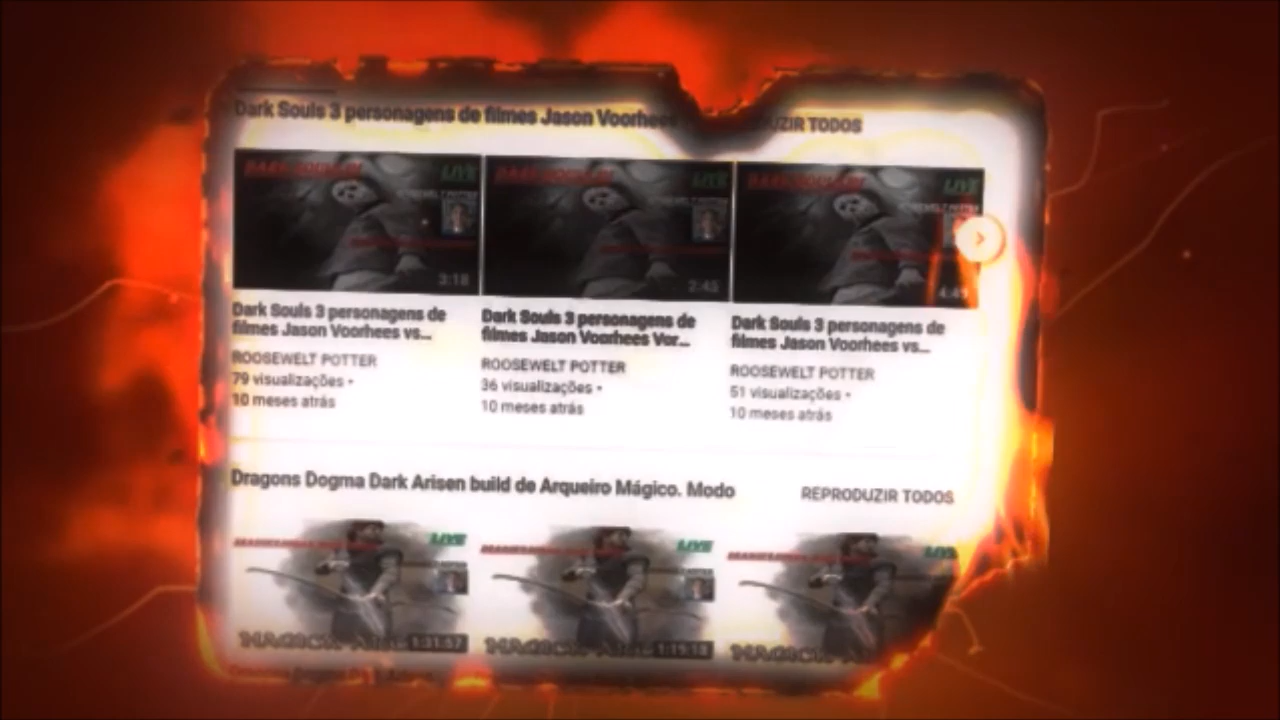 Dark Souls 3 personagens de filmes Jason Voorhees
UZIR TODOS
LIVE
LIVE
LIVE
3:18
2:45
Dark Souls 3 personagens de
filmes Jason Voorhees vs...
ROOSEWELT POTTER
79 visualizações •
10 meses atrás
Dark Souls 3 personagens de
filmes Jason Voorhees Vor...
ROOSEWELT POTTER
36 visualizações •
10 meses atrás
Dark Souls 3 personagens de
filmes Jason Voorhees vs...
ROOSEWELT POTTER
51 visualizações •
10 meses atrás
Dragons Dogma Dark Arisen build de Arqueiro Mágico. Modo
REPRODUZIR TODOS
LIVE
LIVE
LIVE
1:31:57
1:19:18